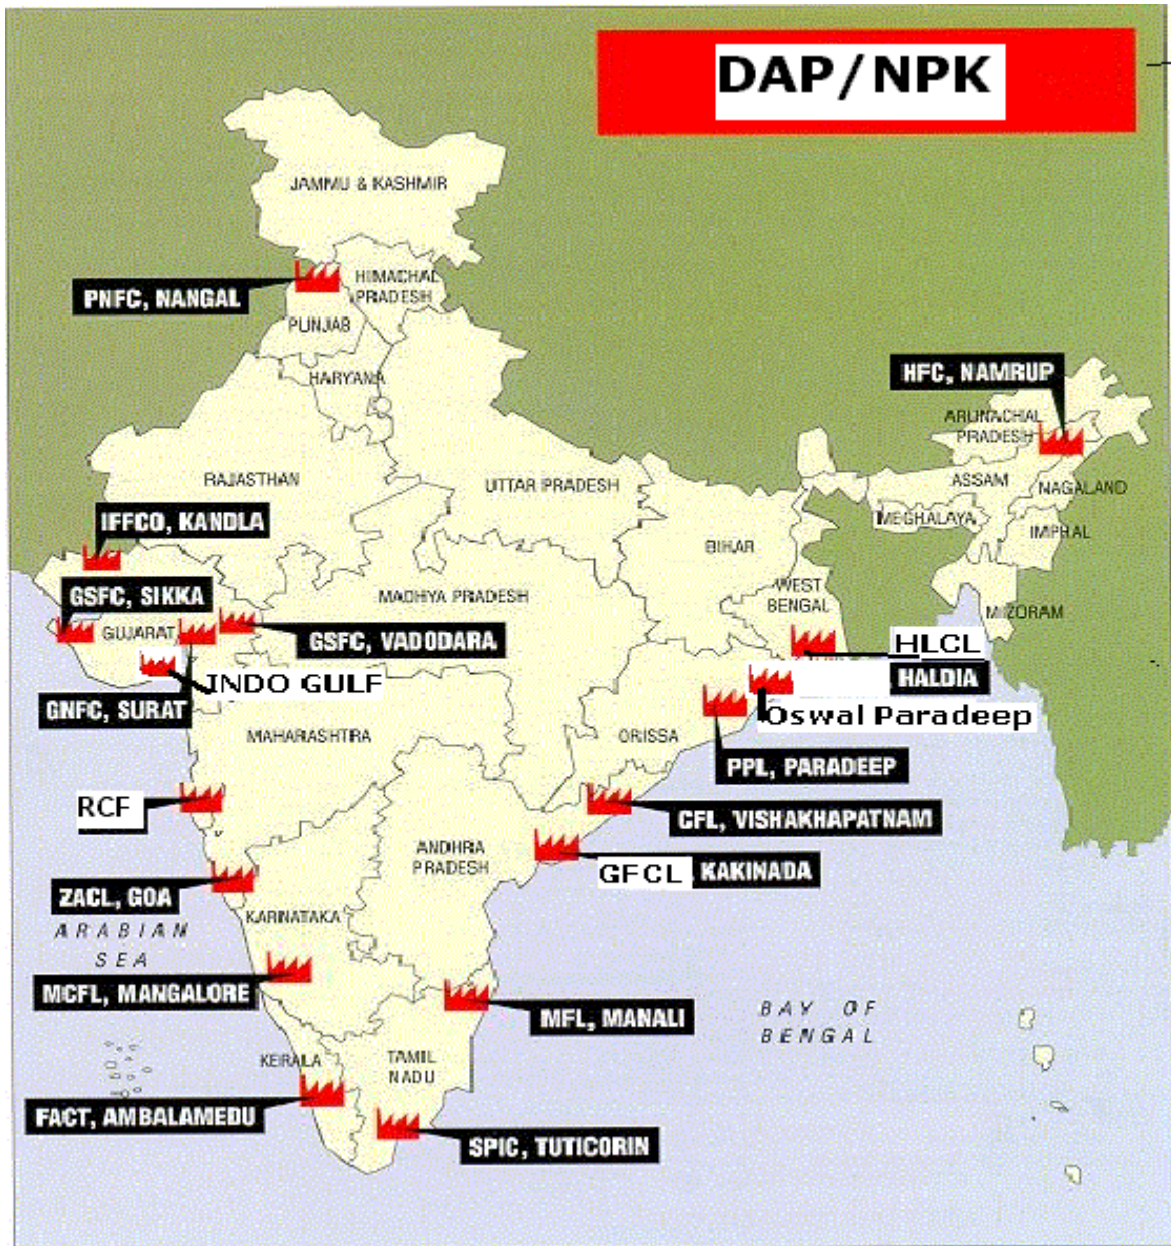 DAP/NPK
JAMMU & KASHMIR
HIMACHAL
PRADESH
PNFC, NANGAL
PUNJAB
HARYANA
HFC, NAMRUP
ARUNACHAL
PRADESH
RAJASTHAN
UTTAR PRADESH
ASSAM
NAGALAND
MEGHALAYA
IMPHAL
IFFCO, KANDLA
BIHAR
WEST
BENGAL
MADHYA PRADESH
GSFC, SIKKA
MIZORAM
GUJARAT
GSFC, VADODARA
HLCL
HALDIA
INDO GULF
GNFC, SURAT
Oswal Paradeep
MAHARASHTRA
ORISSA
PPL, PARADEEP
RCF
CFL, VISHAKHAPATNAM
ANDHRA
PRADESH
GFCL KAKINADA
ZACL, GOA
KARNATAKA
ARABIAN
SEA
MCFL, MANGALORE
MFL, MANALI
BAY OF
BENGAL
KERALA
TAMIL
NADU
FACT, AMBALAMEDU
SPIC, TUTICORIN